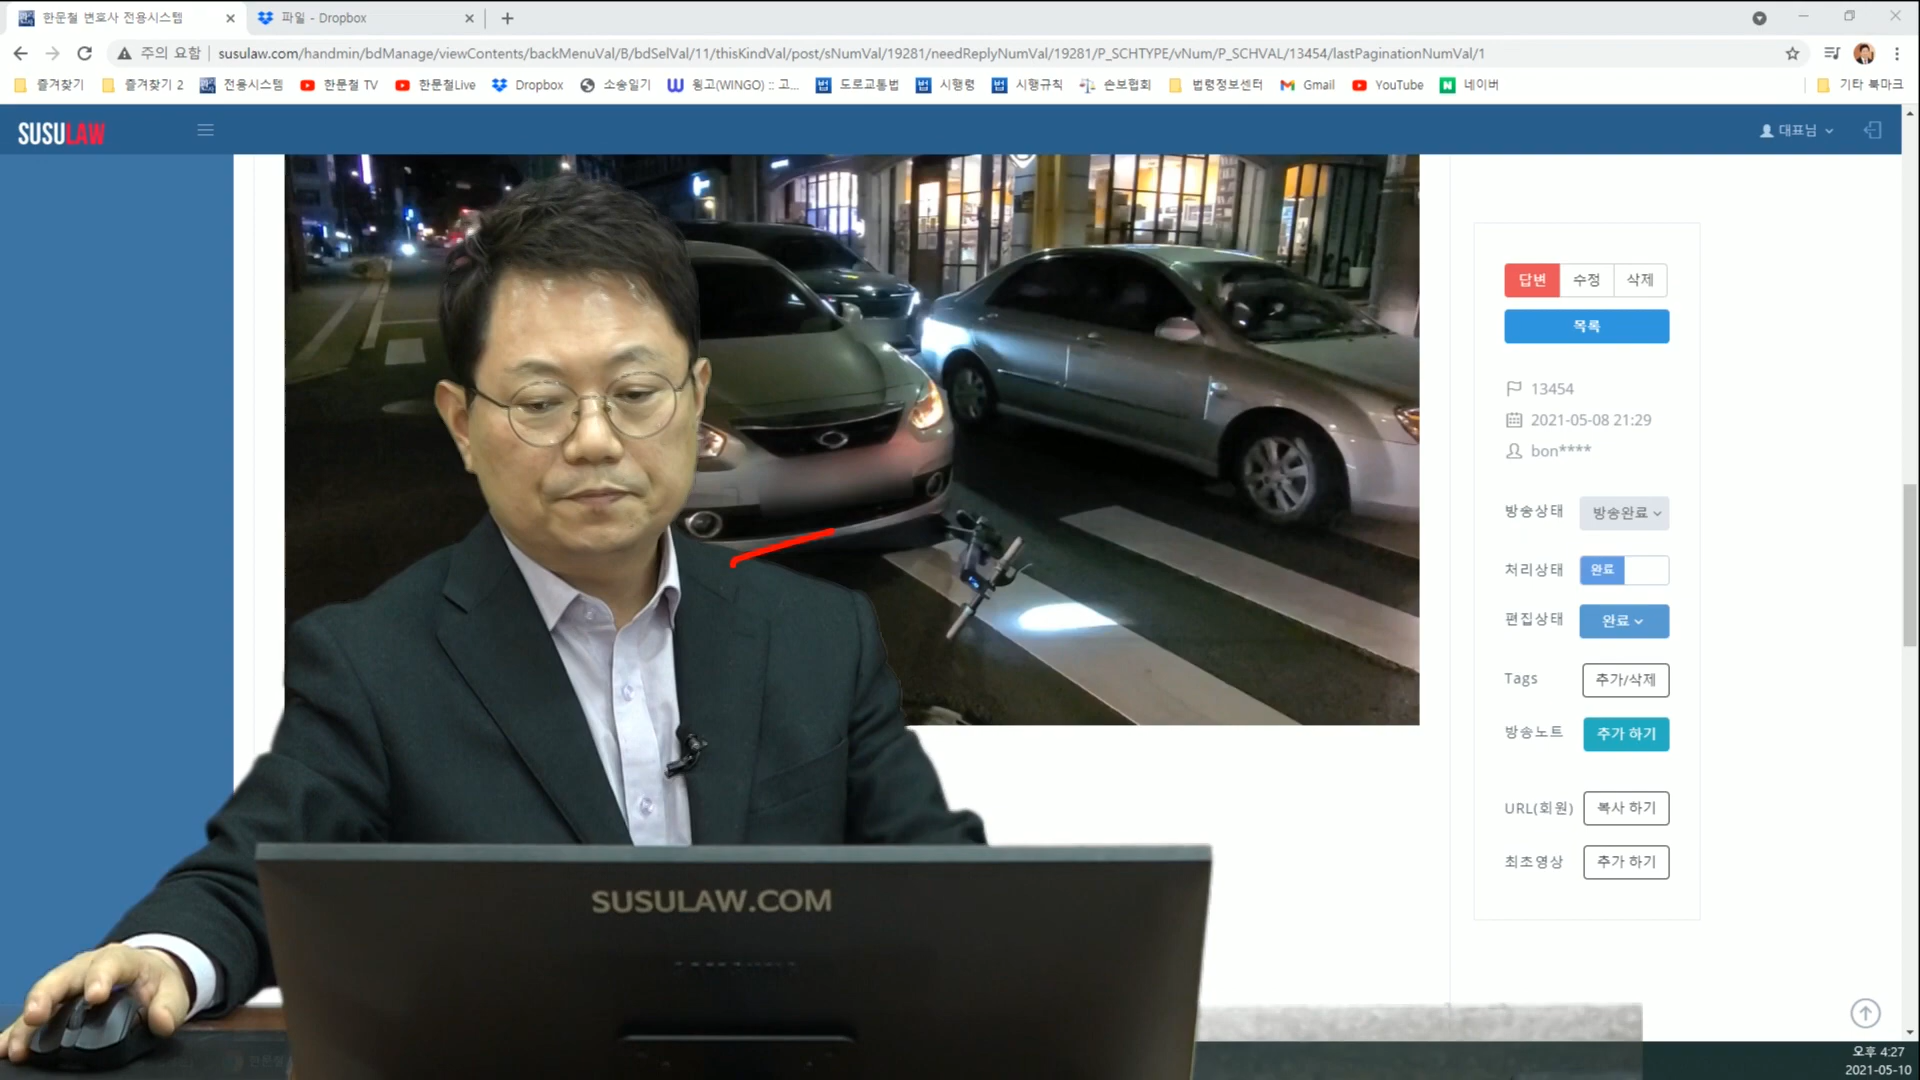 한문철 변호사 전용시스템
파일 - Dropbox
주의 요함 susulaw.com/handmin/bdManage/viewContents/backMenuVal/B/bdSelVal/11/thisKindVal/post/sNumVal/19281/needReplyNumVal/19281/P_SCHTYPE/vNum/P_SCHVAL/13454/lastPaginationNumVal/1
즐겨찾기 즐겨찾기 2 전용시스템 한문철 TV 한문철Live Dropbox 소송일기 윙고(WINGO) :: 고... 도로교통법 시행령 시행규칙 손보협회 법령정보센터 Gmail YouTube 네이버 기타 북마크
SUSULAW 대표님
답변 수정 삭제
목록
13454
2021-05-08 21:29
bon****
방송상태 방송완료
처리상태 완료
편집상태 완료
Tags 추가/삭제
방송노트 추가 하기
URL(회원) 복사 하기
최초영상 추가 하기
SUSULAW.COM
오후 4:27
2021-05-10